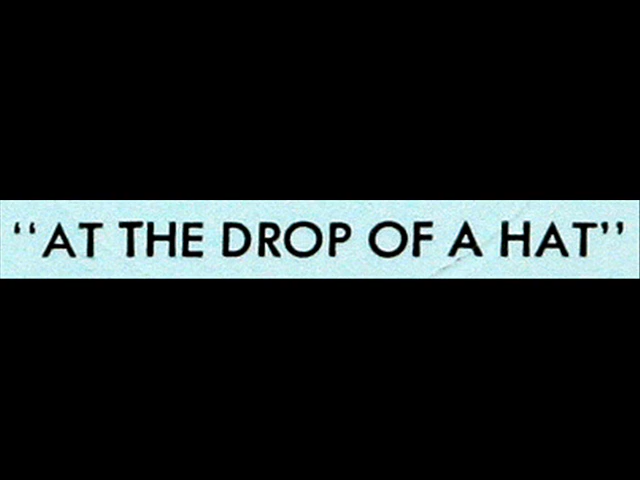 “AT THE DROP OF A HAT”